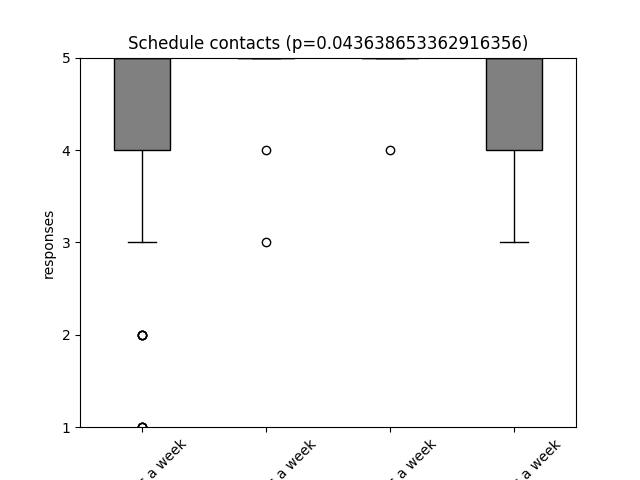 Schedule contacts (p=0.043638653362916356)
responses
5
4
3
2
1
a week
a week
a week
a week